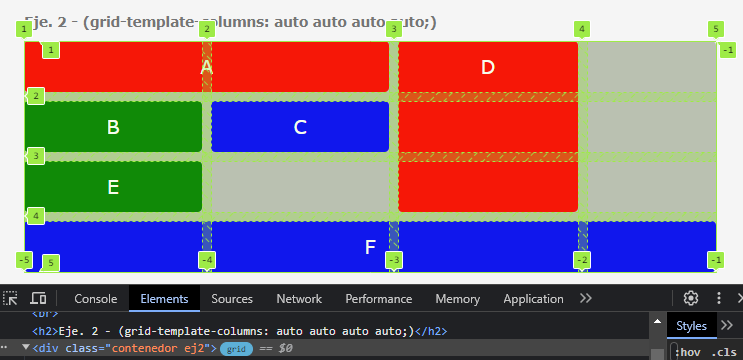 Eje. 2 - (grid-template-columns: auto auto auto auto;)
1 2 3 4 5
1 -1
A D
2
B C
3
E
4
F
-5 5 -4 -3 -2 -1
Console Elements Sources Network Performance Memory Application >>
<br>
<h2>Eje. 2 - (grid-template-columns: auto auto auto auto;)</h2>
Styles >>
<div class="contenedor ej2"> grid == $0
:hov .cls